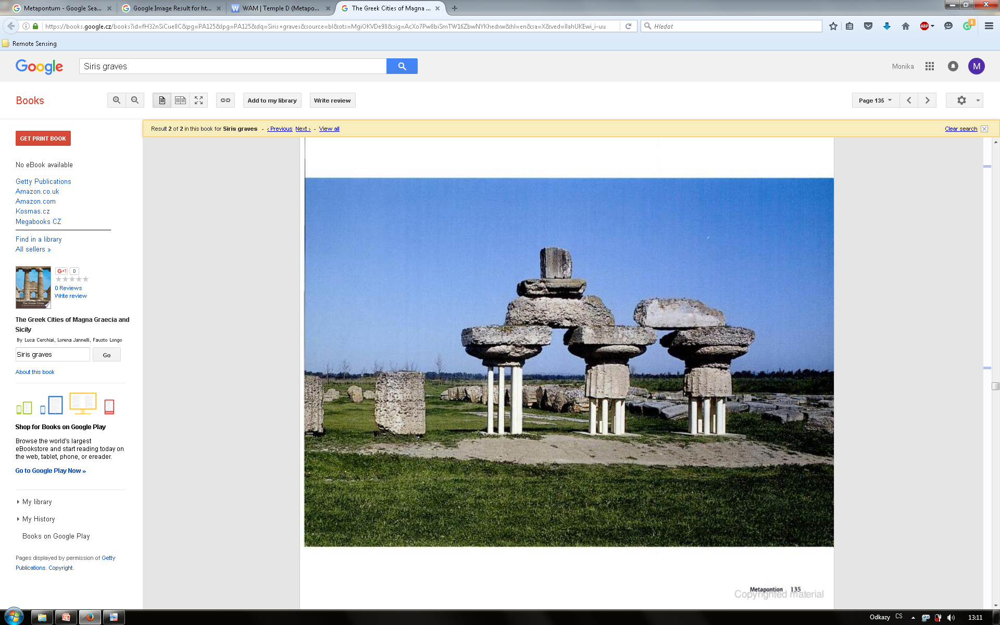 Metapontum - Google Sea...
Google Image Result for ht...
WAM | Temple D (Metapo...
The Greek Cities of Magna ...
https://books.google.cz/books?id=fH32nSiCue0C&pg=PA125&lpg=PA125&dq=Siris+graves&source=bl&ots=MgiOKVDe98&sig=AcXo7Pw8biSmTW16ZbwNYKhedxw&hl=en&sa=X&ved=0ahUKEwi_i-uu
Hledat
ABP
1
Remote Sensing
Google
Siris graves
Monika
M
Books
Add to my library
Write review
Page 135
Result 2 of 2 in this book for Siris graves - ‹ Previous Next › - View all
Clear search
GET PRINT BOOK
No eBook available
Getty Publications
Amazon.co.uk
Amazon.com
Kosmas.cz
Megabooks CZ
Find in a library
All sellers »
G+1
0
The Greek Cities
0 Reviews
Write review
The Greek Cities of Magna Graecia and
Sicily
By Luca Cerchiai, Lorena Jannelli, Fausto Longo
Siris graves
Go
About this book
Shop for Books on Google Play
Browse the world's largest
eBookstore and start reading today on
the web, tablet, phone, or ereader.
Go to Google Play Now »
My library
My History
Books on Google Play
Pages displayed by permission of Getty
Publications. Copyright.
Metapontion 135
Copyrighted material
Odkazy
CS
13:11